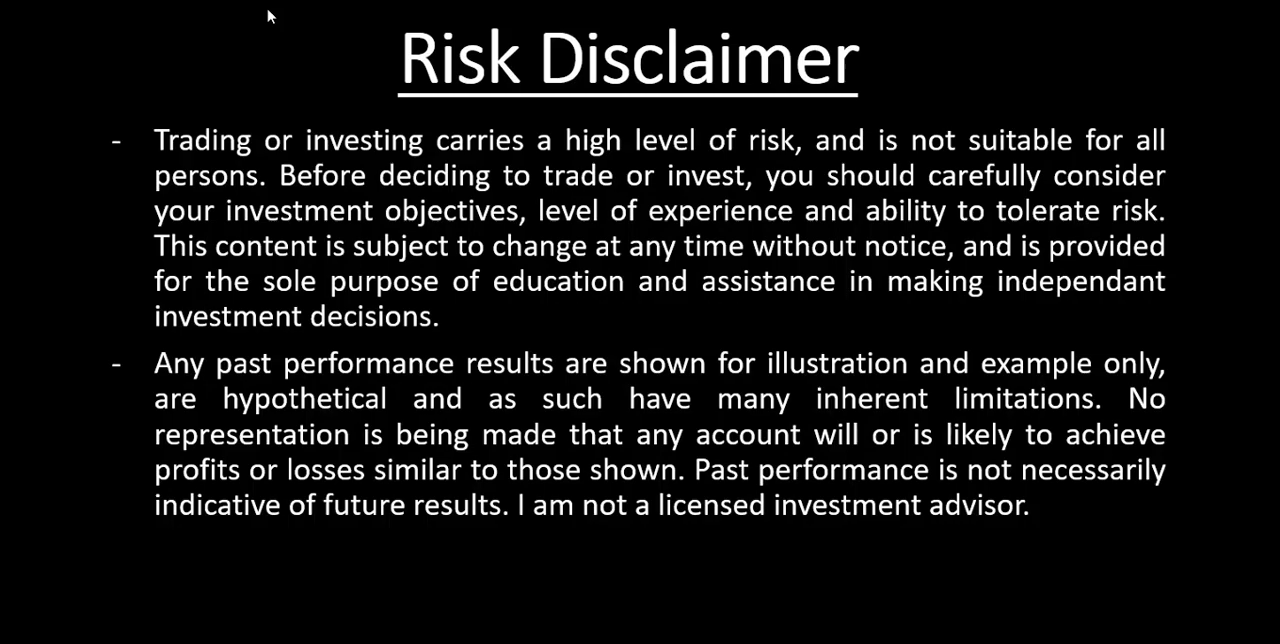 Risk Disclaimer
- Trading or investing carries a high level of risk, and is not suitable for all
persons. Before deciding to trade or invest, you should carefully consider
your investment objectives, level of experience and ability to tolerate risk.
This content is subject to change at any time without notice, and is provided
for the sole purpose of education and assistance in making independant
investment decisions.
- Any past performance results are shown for illustration and example only,
are hypothetical and as such have many inherent limitations. No
representation is being made that any account will or is likely to achieve
profits or losses similar to those shown. Past performance is not necessarily
indicative of future results. I am not a licensed investment advisor.